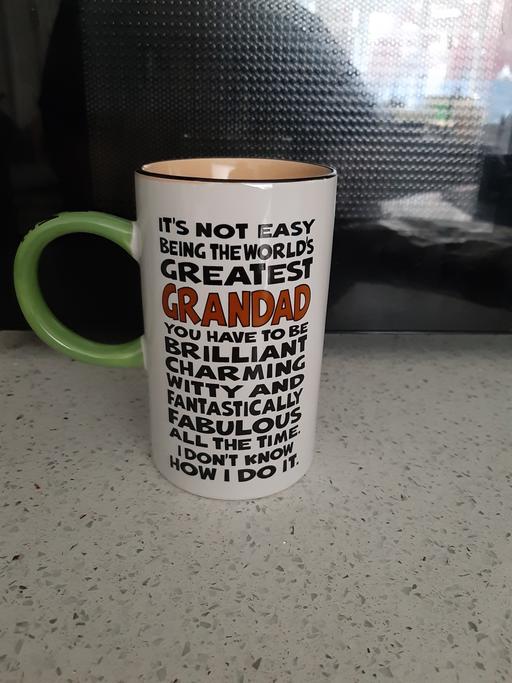 IT'S NOT EASY
BEING THE WORLD'S
GREATEST
GRANDAD
YOU HAVE TO BE
BRILLIANT
CHARMING
WITTY AND
FANTASTICALLY
FABULOUS
ALL THE TIME.
I DON'T KNOW
HOW I DO IT.